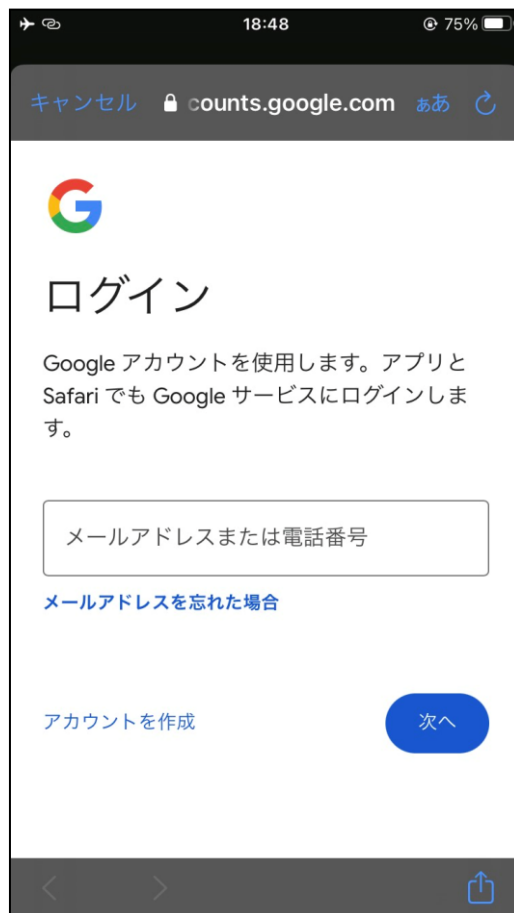 18:48 75%
キャンセル counts.google.com ぁあ
ログイン
Google アカウントを使用します。アプリと
Safari でも Google サービスにログインしま
す。
メールアドレスまたは電話番号
メールアドレスを忘れた場合
アカウントを作成 次へ